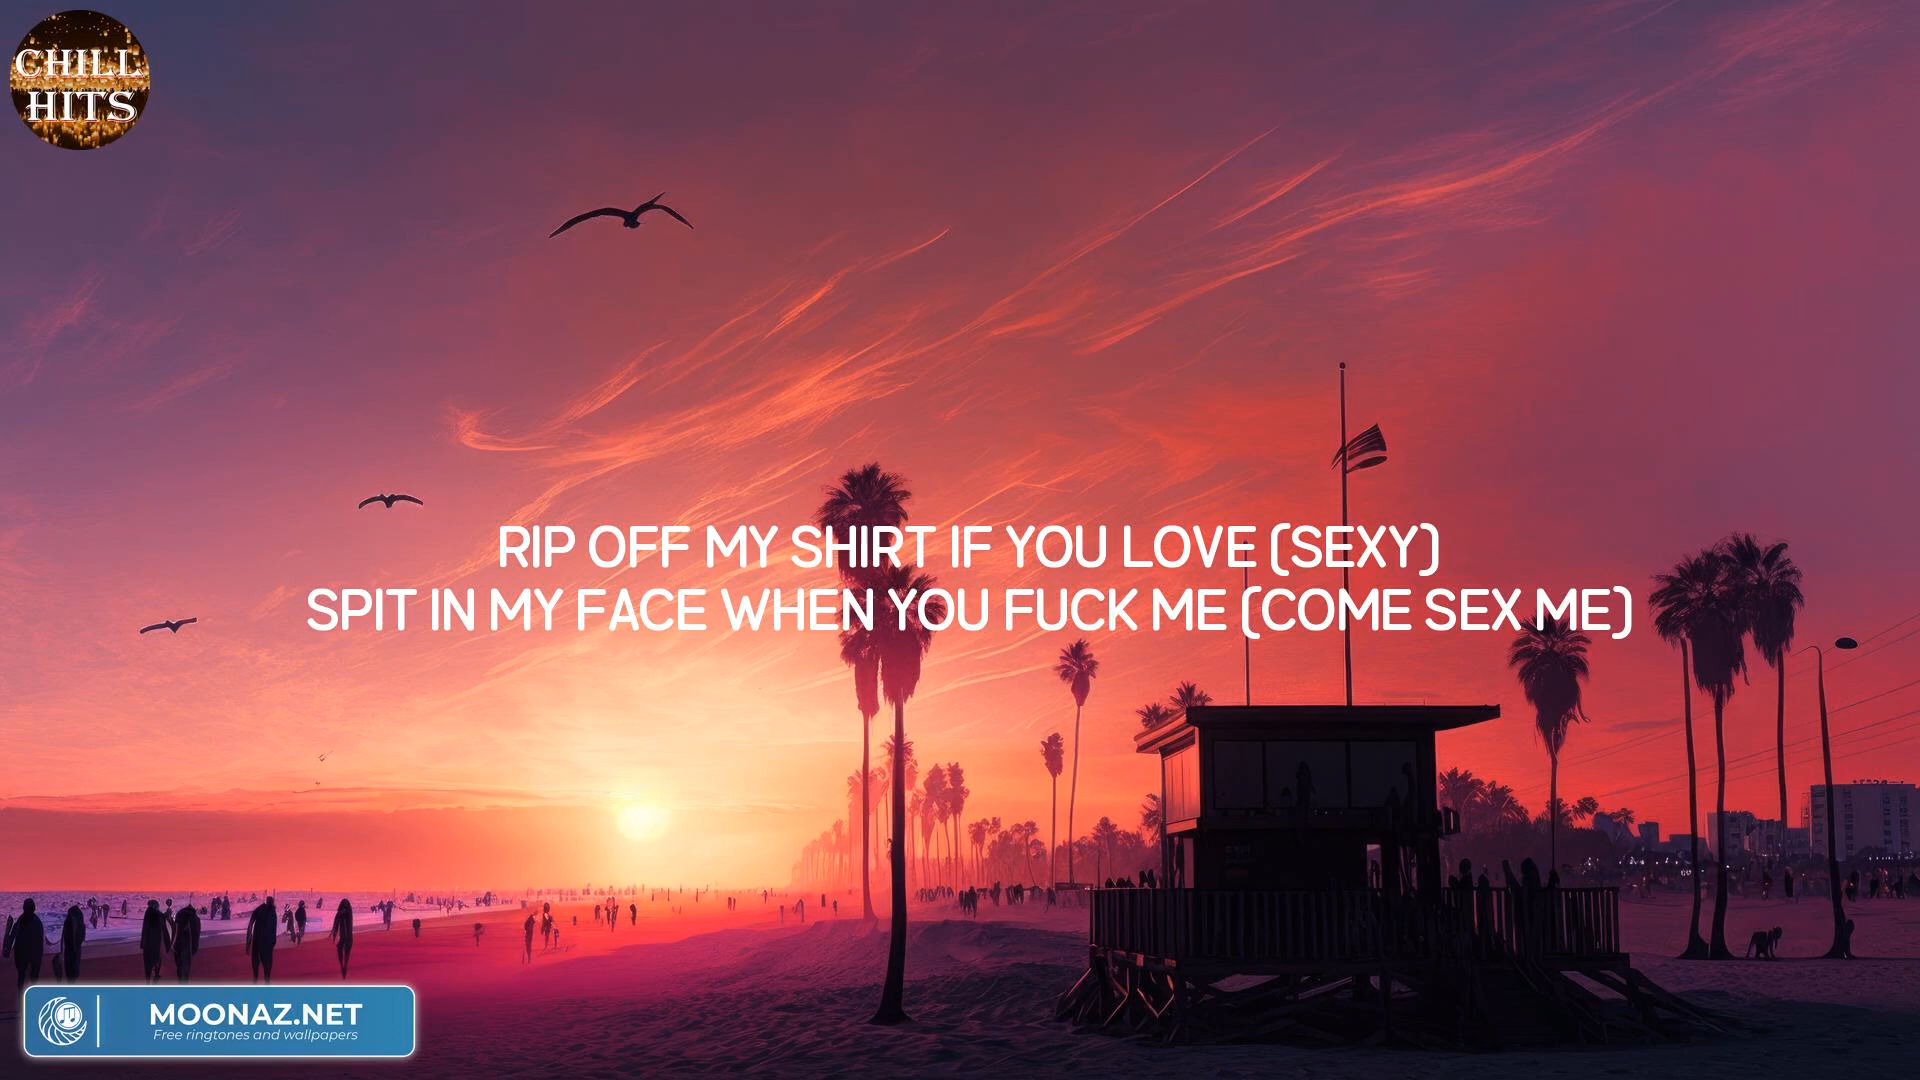 CHILL
HITS
RIP OFF MY SHIRT IF YOU LOVE (SEXY)
SPIT IN MY FACE WHEN YOU FUCK ME (COME SEX ME)
MOONAZ.NET
Free ringtones and wallpapers